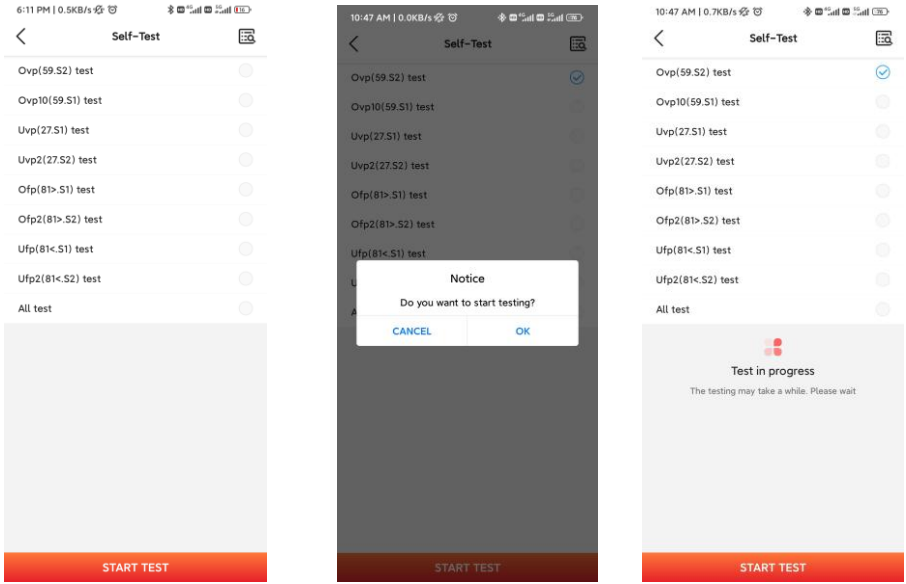 6:11 PM | 0.5KB/s
Self-Test
Ovp(59.S2) test
Ovp10(59.S1) test
Uvp(27.S1) test
Uvp2(27.S2) test
Ofp(81>.S1) test
Ofp2(81>.S2) test
Ufp(81<.S1) test
Ufp2(81<.S2) test
All test
START TEST
10:47 AM | 0.0KB/s
Self-Test
Ovp(59.S2) test
Ovp10(59.S1) test
Uvp(27.S1) test
Uvp2(27.S2) test
Ofp(81>.S1) test
Ofp2(81>.S2) test
Ufp(81<.S1) test
Notice
Do you want to start testing?
CANCEL OK
START TEST
10:47 AM | 0.7KB/s
Self-Test
Ovp(59.S2) test
Ovp10(59.S1) test
Uvp(27.S1) test
Uvp2(27.S2) test
Ofp(81>.S1) test
Ofp2(81>.S2) test
Ufp(81<.S1) test
Ufp2(81<.S2) test
All test
Test in progress
The testing may take a while. Please wait
START TEST